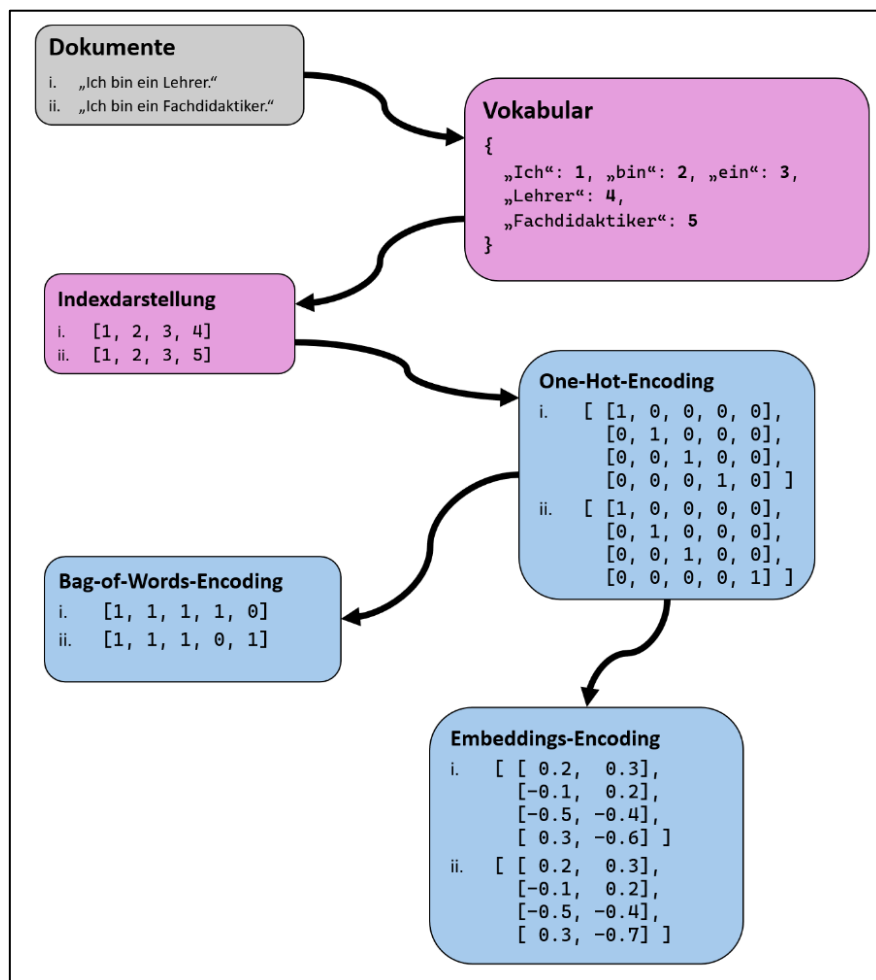 Dokumente
i. „Ich bin ein Lehrer.“
ii. „Ich bin ein Fachdidaktiker.“
Vokabular
{
„Ich“: 1, „bin“: 2, „ein“: 3,
„Lehrer“: 4,
„Fachdidaktiker“: 5
}
Indexdarstellung
i. [1, 2, 3, 4]
ii. [1, 2, 3, 5]
One-Hot-Encoding
i. [ [1, 0, 0, 0, 0],
[0, 1, 0, 0, 0],
[0, 0, 1, 0, 0],
[0, 0, 0, 1, 0] ]
ii. [ [1, 0, 0, 0, 0],
[0, 1, 0, 0, 0],
[0, 0, 1, 0, 0],
[0, 0, 0, 0, 1] ]
Bag-of-Words-Encoding
i. [1, 1, 1, 1, 0]
ii. [1, 1, 1, 0, 1]
Embeddings-Encoding
i. [ [ 0.2, 0.3],
[−0.1, 0.2],
[−0.5, −0.4],
[ 0.3, −0.6] ]
ii. [ [ 0.2, 0.3],
[−0.1, 0.2],
[−0.5, −0.4],
[ 0.3, −0.7] ]